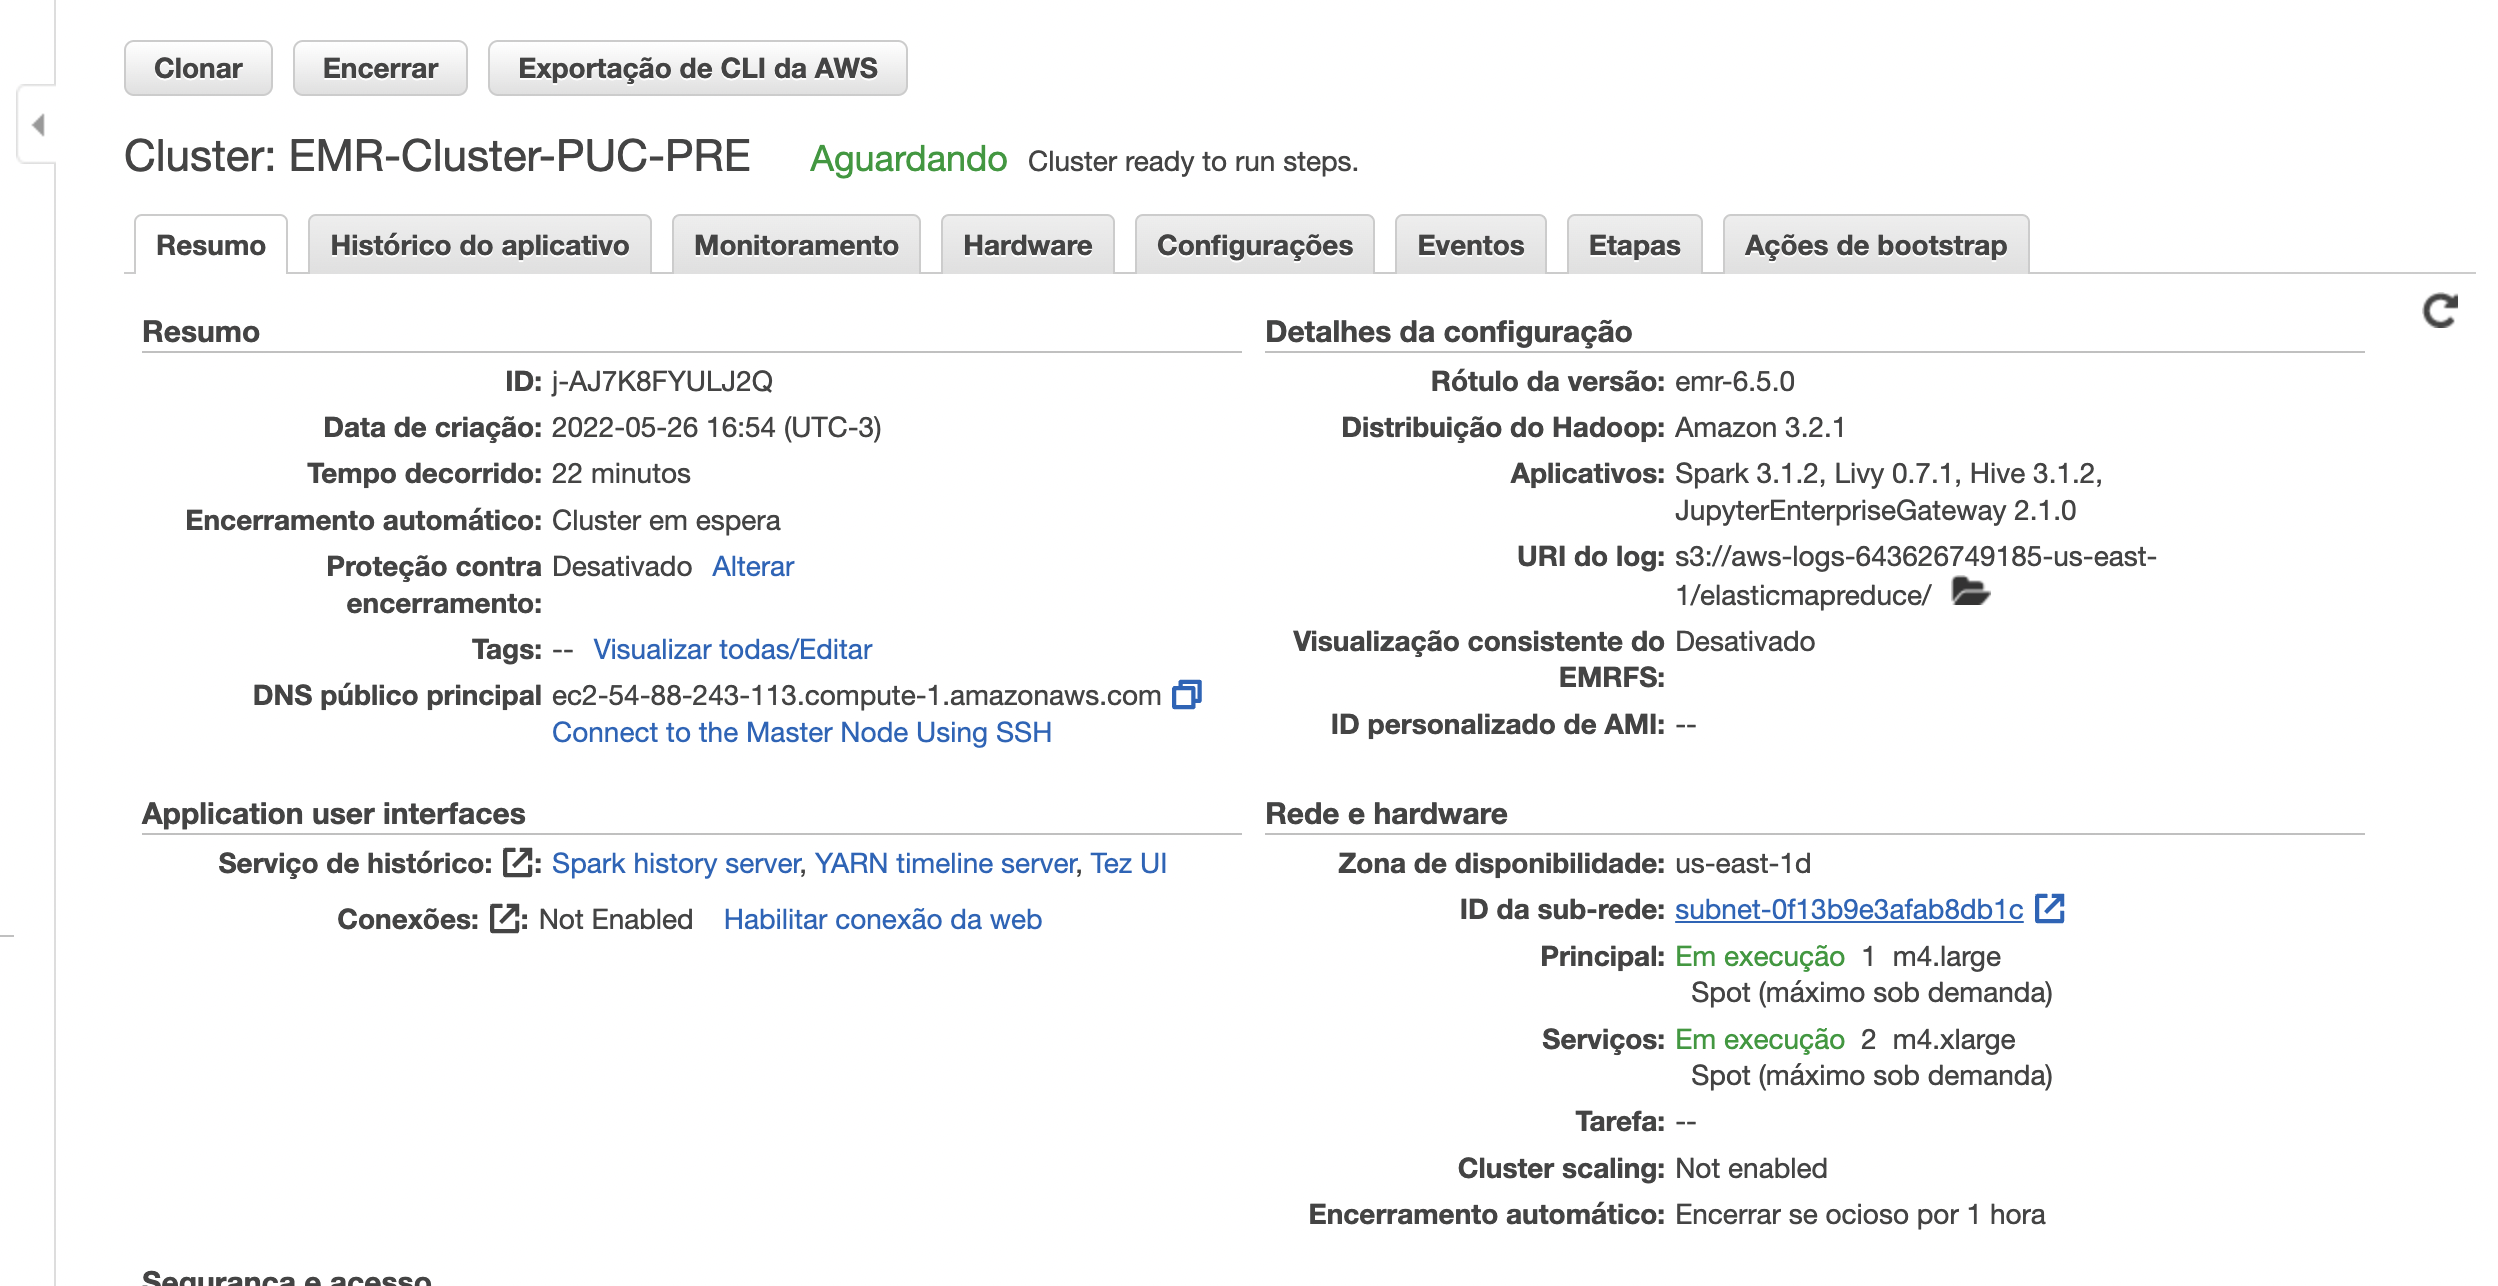 Clonar
Encerrar
Exportação de CLI da AWS
Cluster: EMR-Cluster-PUC-PRE
Aguardando
Cluster ready to run steps.
Resumo
Histórico do aplicativo
Monitoramento
Hardware
Configurações
Eventos
Etapas
Ações de bootstrap
Resumo
ID: j-AJ7K8FYULJ2Q
Data de criação: 2022-05-26 16:54 (UTC-3)
Tempo decorrido: 22 minutos
Encerramento automático: Cluster em espera
Proteção contra Desativado Alterar
encerramento:
Tags: -- Visualizar todas/Editar
DNS público principal ec2-54-88-243-113.compute-1.amazonaws.com
Connect to the Master Node Using SSH
Detalhes da configuração
Rótulo da versão: emr-6.5.0
Distribuição do Hadoop: Amazon 3.2.1
Aplicativos: Spark 3.1.2, Livy 0.7.1, Hive 3.1.2,
JupyterEnterpriseGateway 2.1.0
URI do log: s3://aws-logs-643626749185-us-east-
1/elasticmapreduce/
Visualização consistente do Desativado
EMRFS:
ID personalizado de AMI: --
Application user interfaces
Serviço de histórico: : Spark history server, YARN timeline server, Tez UI
Conexões: : Not Enabled Habilitar conexão da web
Rede e hardware
Zona de disponibilidade: us-east-1d
ID da sub-rede: subnet-0f13b9e3afab8db1c
Principal: Em execução 1 m4.large
Spot (máximo sob demanda)
Serviços: Em execução 2 m4.xlarge
Spot (máximo sob demanda)
Tarefa: --
Cluster scaling: Not enabled
Encerramento automático: Encerrar se ocioso por 1 hora
Segurança e acesso